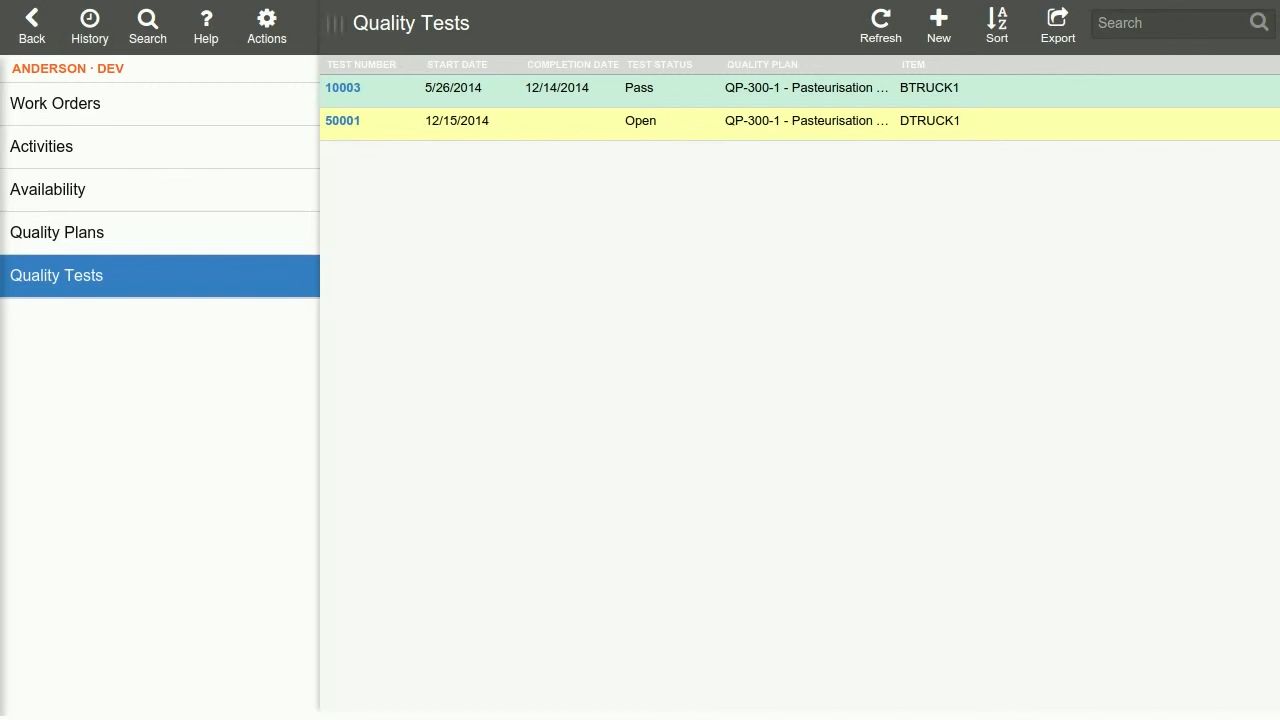 Back History Search Help Actions
Quality Tests
Refresh New Sort Export Search
ANDERSON · DEV
Work Orders
Activities
Availability
Quality Plans
Quality Tests
TEST NUMBER START DATE COMPLETION DATE TEST STATUS QUALITY PLAN ITEM
10003 5/26/2014 12/14/2014 Pass QP-300-1 - Pasteurisation ... BTRUCK1
50001 12/15/2014 Open QP-300-1 - Pasteurisation ... DTRUCK1